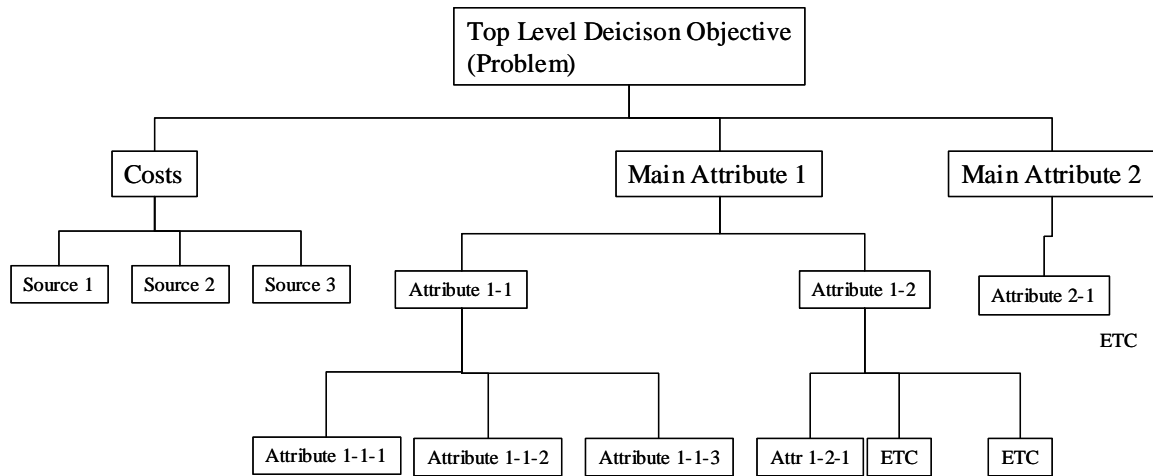 Top Level Deicison Objective
(Problem)
Costs
Main Attribute 1
Main Attribute 2
Source 1
Source 2
Source 3
Attribute 1-1
Attribute 1-2
Attribute 2-1
ETC
Attribute 1-1-1
Attribute 1-1-2
Attribute 1-1-3
Attr 1-2-1
ETC
ETC